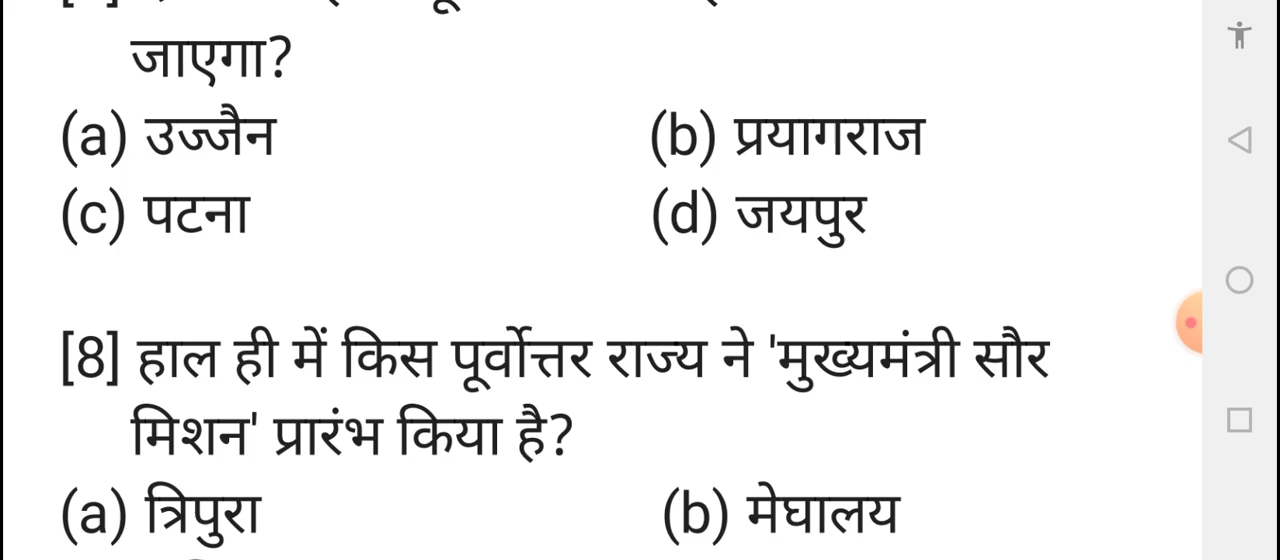 जाएगा?
(a) उज्जैन (b) प्रयागराज
(c) पटना (d) जयपुर
[8] हाल ही में किस पूर्वोत्तर राज्य ने 'मुख्यमंत्री सौर
मिशन' प्रारंभ किया है?
(a) त्रिपुरा (b) मेघालय